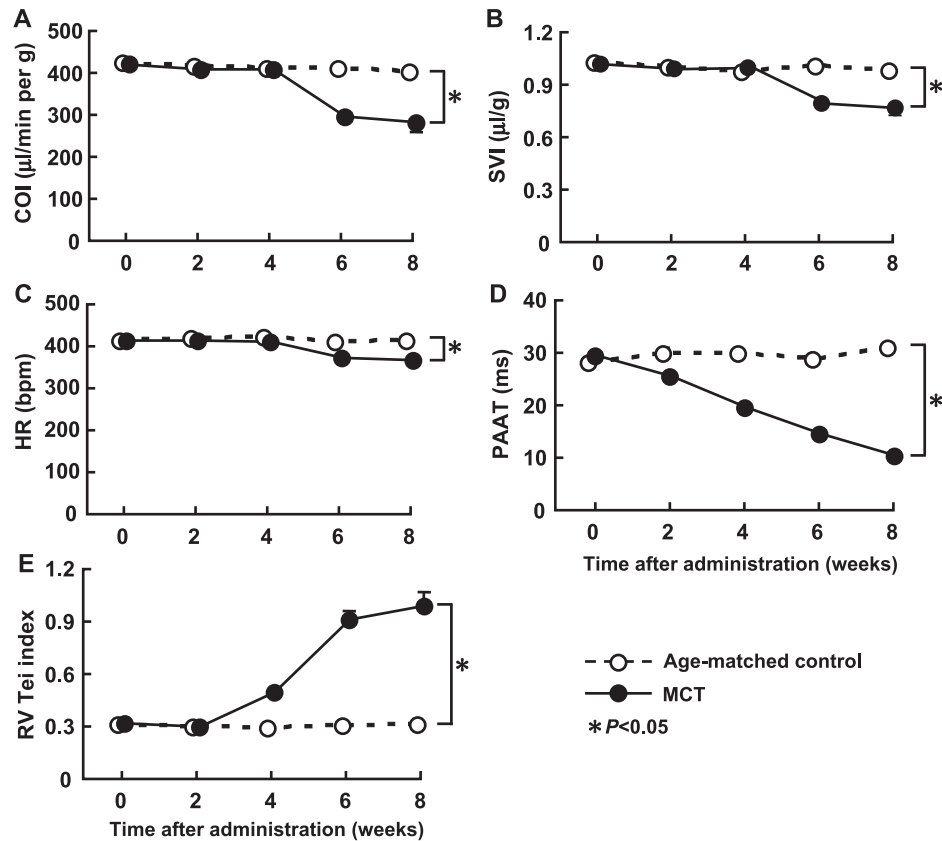 A
COI (μl/min per g)
500
400
300
200
100
0
0 2 4 6 8
*
B
SVI (μl/g)
1.2
0.9
0.6
0.3
0
0 2 4 6 8
*
C
HR (bpm)
500
400
300
200
100
0
0 2 4 6 8
*
D
PAAT (ms)
40
30
20
10
0
0 2 4 6 8
Time after administration (weeks)
*
E
RV Tei index
1.2
0.9
0.6
0.3
0
0 2 4 6 8
Time after administration (weeks)
*
Age-matched control
MCT
* P<0.05